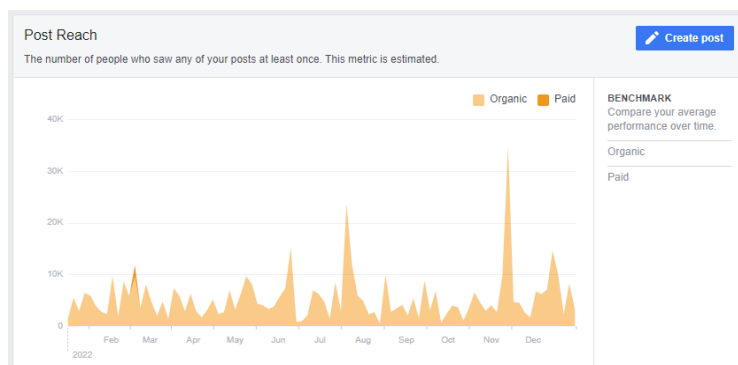 Post Reach
Create post
The number of people who saw any of your posts at least once. This metric is estimated.
Organic Paid
BENCHMARK
Compare your average
performance over time.
Organic
Paid
40K
30K
20K
10K
0
Feb Mar Apr May Jun Jul Aug Sep Oct Nov Dec
2022